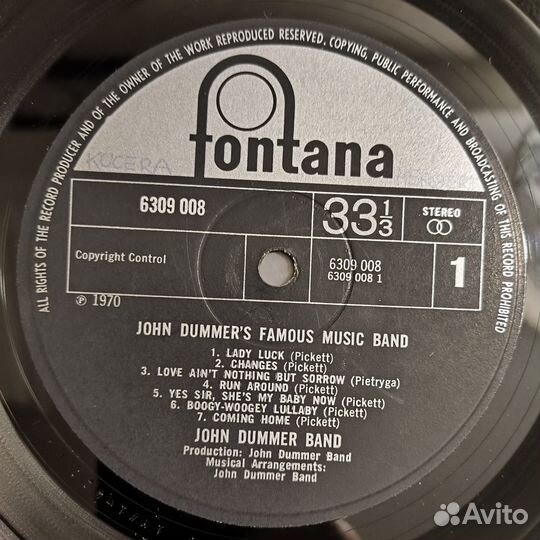 ALL RIGHTS OF THE RECORD PRODUCER AND OF THE OWNER OF THE WORK REPRODUCED RESERVED. COPYING, PUBLIC PERFORMANCE AND BROADCASTING OF THIS RECORD PROHIBITED
fontana
KUCERA
6309 008
33 1/3
STEREO
Copyright Control
℗ 1970
6309 008
6309 008 1
1
JOHN DUMMER'S FAMOUS MUSIC BAND
1. LADY LUCK (Pickett)
2. CHANGES (Pickett)
3. LOVE AIN'T NOTHING BUT SORROW (Pietryga)
4. RUN AROUND (Pickett)
5. YES SIR, SHE'S MY BABY NOW (Pickett)
6. BOOGY-WOOGEY LULLABY (Pickett)
7. COMING HOME (Pickett)
JOHN DUMMER BAND
Production: John Dummer Band
Musical Arrangements:
John Dummer Band
Avito